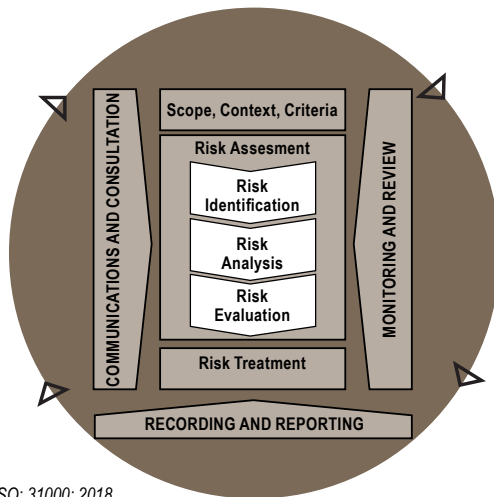 Scope, Context, Criteria
Risk Assesment
Risk
Identification
Risk
Analysis
Risk
Evaluation
Risk Treatment
COMMUNICATIONS AND CONSULTATION
MONITORING AND REVIEW
RECORDING AND REPORTING
SO: 31000: 2018